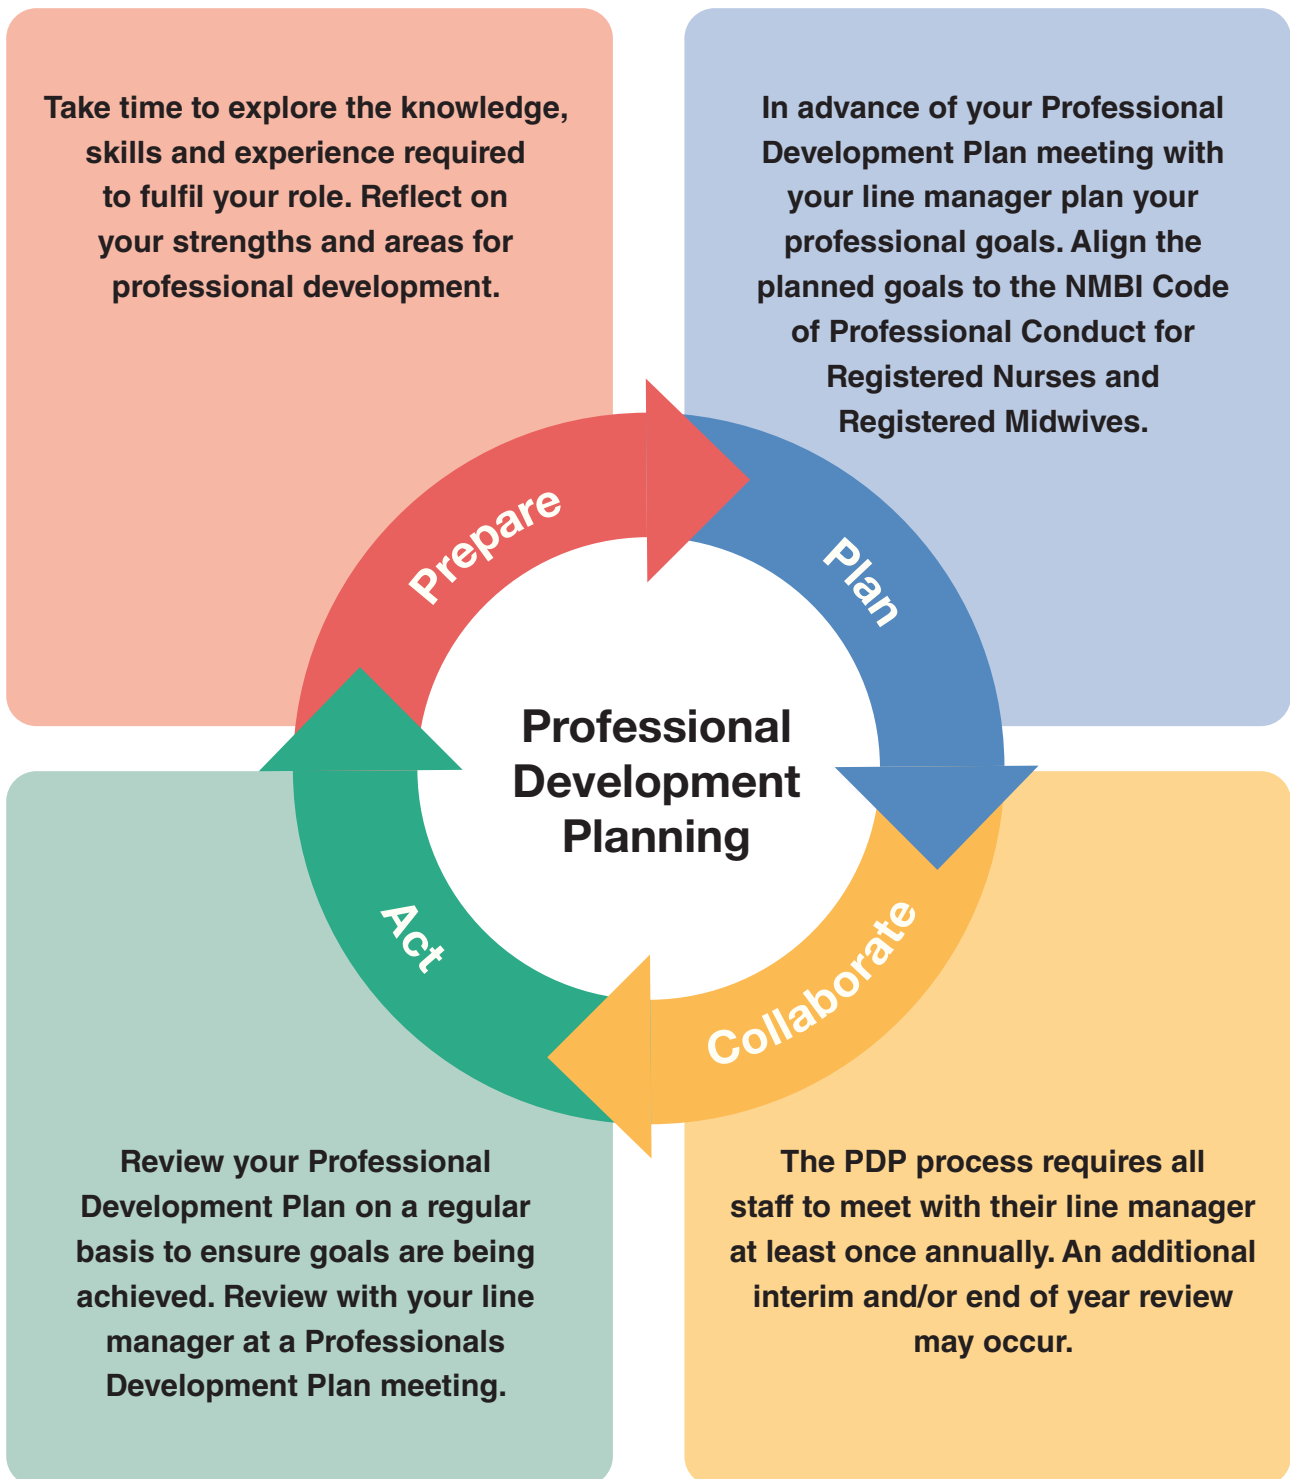 Take time to explore the knowledge,
skills and experience required
to fulfil your role. Reflect on
your strengths and areas for
professional development.
In advance of your Professional
Development Plan meeting with
your line manager plan your
professional goals. Align the
planned goals to the NMBI Code
of Professional Conduct for
Registered Nurses and
Registered Midwives.
Prepare
Plan
Professional
Development
Planning
Act
Collaborate
Review your Professional
Development Plan on a regular
basis to ensure goals are being
achieved. Review with your line
manager at a Professionals
Development Plan meeting.
The PDP process requires all
staff to meet with their line manager
at least once annually. An additional
interim and/or end of year review
may occur.